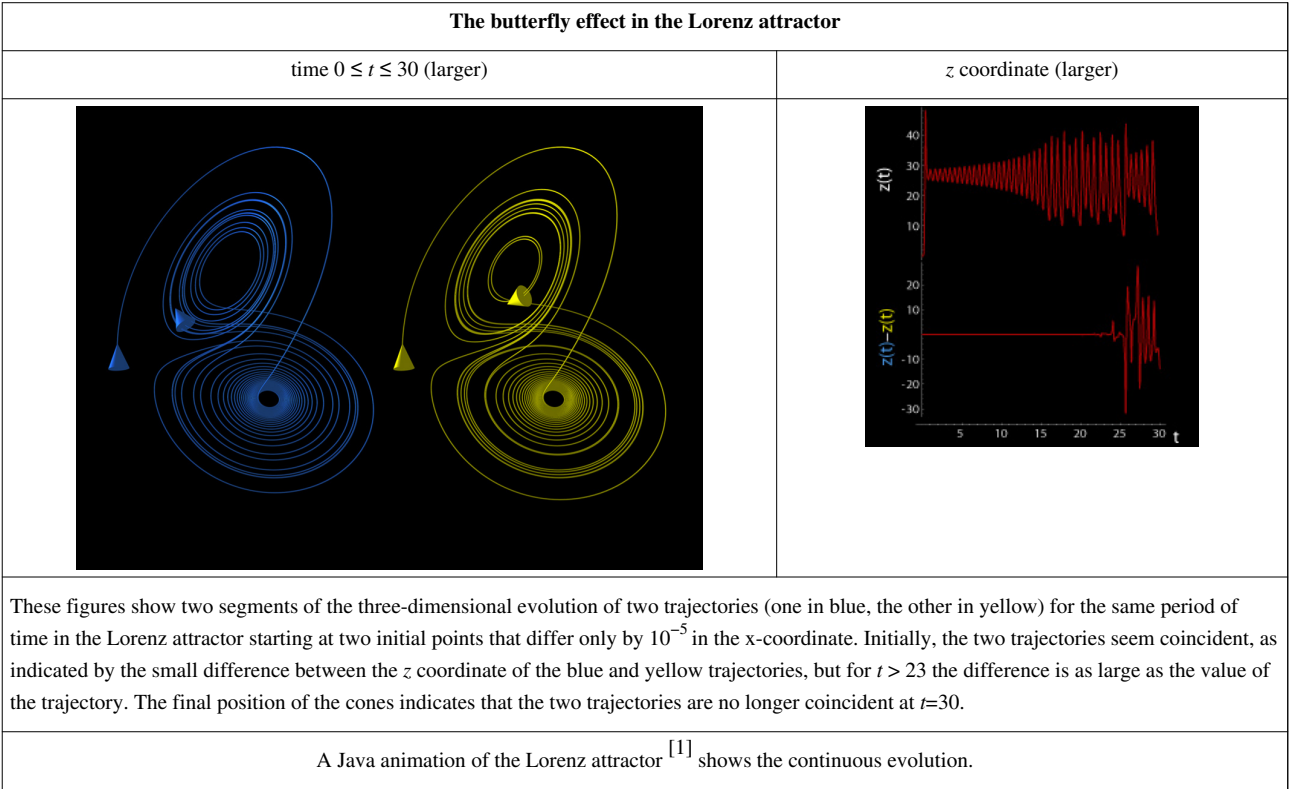 The butterfly effect in the Lorenz attractor
time 0 ≤ t ≤ 30 (larger)
z coordinate (larger)
z(t)
40
30
20
10
z(t)−z(t)
20
10
-10
-20
-30
5 10 15 20 25 30 t
These figures show two segments of the three-dimensional evolution of two trajectories (one in blue, the other in yellow) for the same period of
time in the Lorenz attractor starting at two initial points that differ only by 10⁻⁵ in the x-coordinate. Initially, the two trajectories seem coincident, as
indicated by the small difference between the z coordinate of the blue and yellow trajectories, but for t > 23 the difference is as large as the value of
the trajectory. The final position of the cones indicates that the two trajectories are no longer coincident at t=30.
A Java animation of the Lorenz attractor [1] shows the continuous evolution.